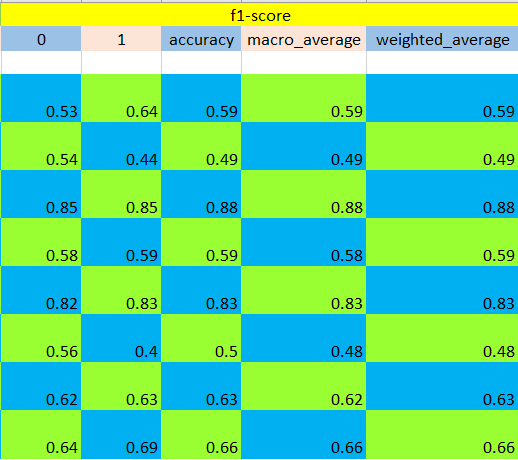 f1-score
0 1 accuracy macro_average weighted_average
0.53 0.64 0.59 0.59 0.59
0.54 0.44 0.49 0.49 0.49
0.85 0.85 0.88 0.88 0.88
0.58 0.59 0.59 0.58 0.59
0.82 0.83 0.83 0.83 0.83
0.56 0.4 0.5 0.48 0.48
0.62 0.63 0.63 0.62 0.63
0.64 0.69 0.66 0.66 0.66